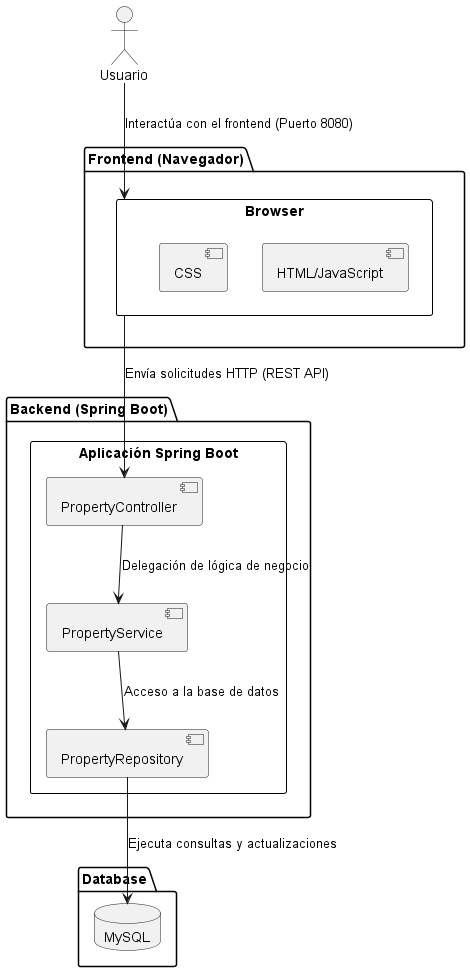 Usuario
Interactúa con el frontend (Puerto 8080)
Frontend (Navegador)
Browser
CSS
HTML/JavaScript
Envía solicitudes HTTP (REST API)
Backend (Spring Boot)
Aplicación Spring Boot
PropertyController
Delegación de lógica de negocio
PropertyService
Acceso a la base de datos
PropertyRepository
Ejecuta consultas y actualizaciones
Database
MySQL